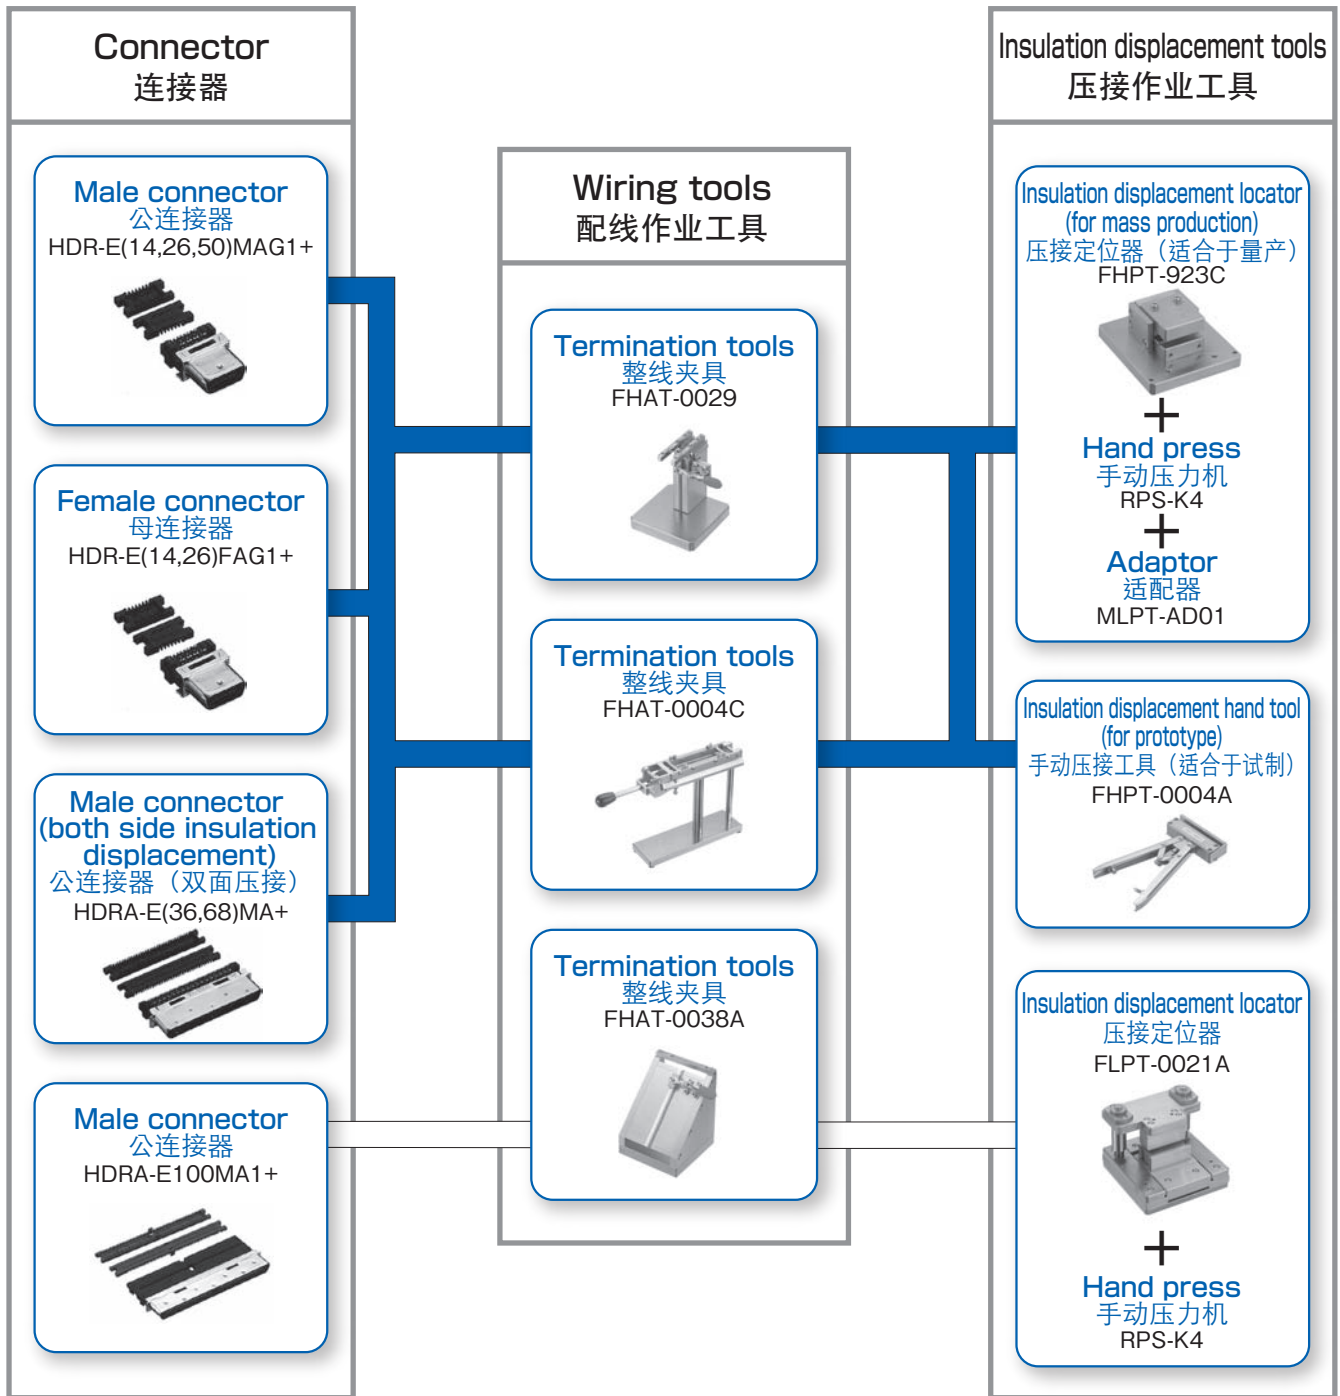 Connector
连接器
Male connector
公连接器
HDR-E(14,26,50)MAG1+
Female connector
母连接器
HDR-E(14,26)FAG1+
Male connector
(both side insulation
displacement)
公连接器（双面压接）
HDRA-E(36,68)MA+
Male connector
公连接器
HDRA-E100MA1+
Wiring tools
配线作业工具
Termination tools
整线夹具
FHAT-0029
Termination tools
整线夹具
FHAT-0004C
Termination tools
整线夹具
FHAT-0038A
Insulation displacement tools
压接作业工具
Insulation displacement locator
(for mass production)
压接定位器（适合于量产）
FHPT-923C
+
Hand press
手动压力机
RPS-K4
+
Adaptor
适配器
MLPT-AD01
Insulation displacement hand tool
(for prototype)
手动压接工具（适合于试制）
FHPT-0004A
Insulation displacement locator
压接定位器
FLPT-0021A
+
Hand press
手动压力机
RPS-K4